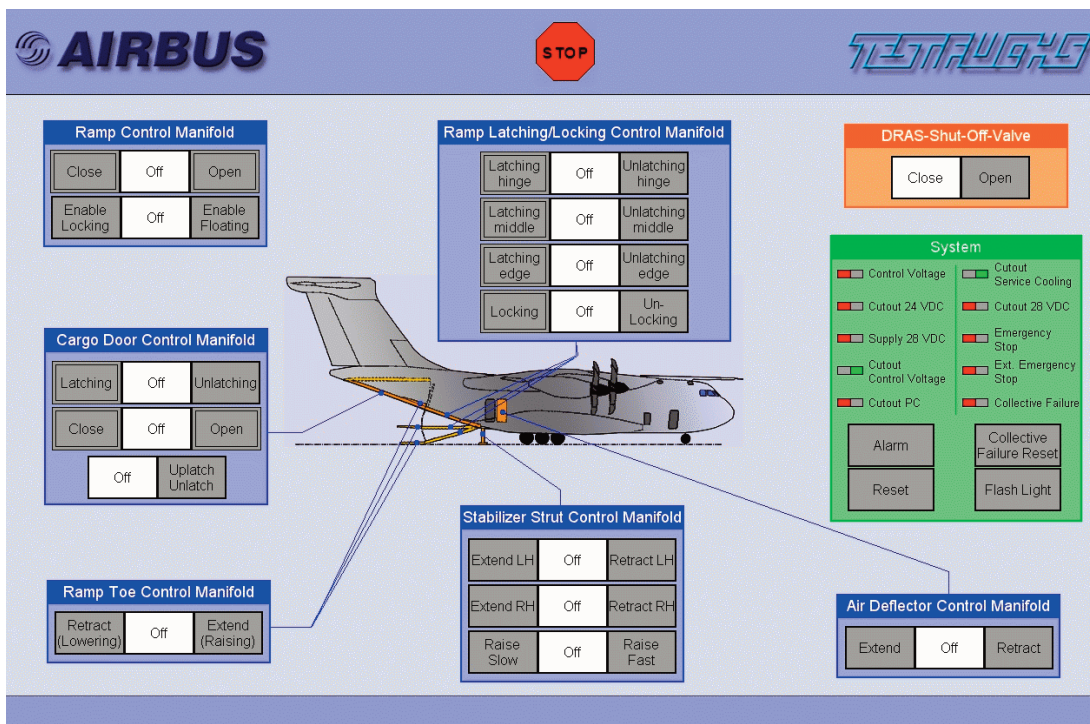 AIRBUS
STOP
TESTFUCHS
Ramp Control Manifold
Close Off Open
Enable Off Enable
Locking Floating
Ramp Latching/Locking Control Manifold
Latching Off Unlatching
hinge hinge
Latching Off Unlatching
middle middle
Latching Off Unlatching
edge edge
Locking Off Un-
Locking
DRAS-Shut-Off-Valve
Close Open
System
Control Voltage Cutout
Service Cooling
Cutout 24 VDC Cutout 28 VDC
Supply 28 VDC Emergency
Stop
Cutout Ext. Emergency
Control Voltage Stop
Cutout PC Collective Failure
Alarm Collective
Failure Reset
Reset Flash Light
Cargo Door Control Manifold
Latching Off Unlatching
Close Off Open
Off Uplatch
Unlatch
Stabilizer Strut Control Manifold
Extend LH Off Retract LH
Extend RH Off Retract RH
Raise Off Raise
Slow Fast
Ramp Toe Control Manifold
Retract Off Extend
(Lowering) (Raising)
Air Deflector Control Manifold
Extend Off Retract